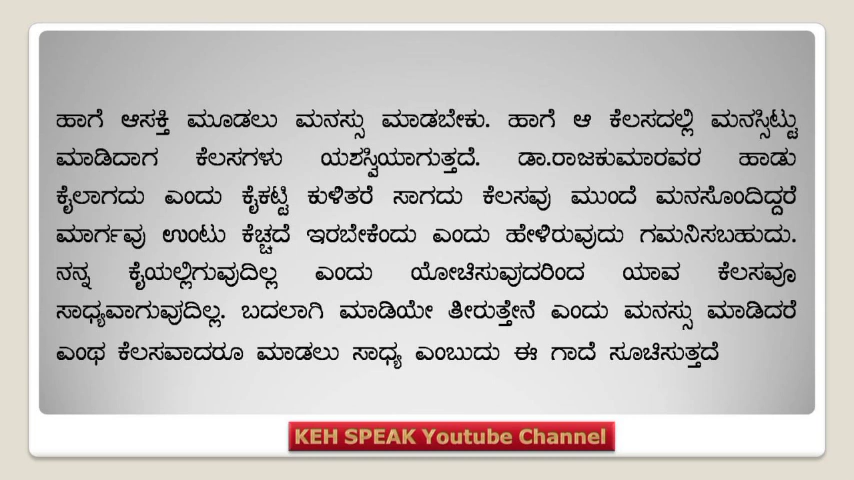 ಹಾಗೆ ಆಸಕ್ತಿ ಮೂಡಲು ಮನಸ್ಸು ಮಾಡಬೇಕು. ಹಾಗೆ ಆ ಕೆಲಸದಲ್ಲಿ ಮನಸ್ಸಿಟ್ಟು
ಮಾಡಿದಾಗ ಕೆಲಸಗಳು ಯಶಸ್ವಿಯಾಗುತ್ತದೆ. ಡಾ.ರಾಜಕುಮಾರವರ ಹಾಡು
ಕೈಲಾಗದು ಎಂದು ಕೈಕಟ್ಟಿ ಕುಳಿತರೆ ಸಾಗದು ಕೆಲಸವು ಮುಂದೆ ಮನಸೊಂದಿದ್ದರೆ
ಮಾರ್ಗವು ಉಂಟು ಕೆಚ್ಚದೆ ಇರಬೇಕೆಂದು ಎಂದು ಹೇಳಿರುವುದು ಗಮನಿಸಬಹುದು.
ನನ್ನ ಕೈಯಲ್ಲಿಗುವುದಿಲ್ಲ ಎಂದು ಯೋಚಿಸುವುದರಿಂದ ಯಾವ ಕೆಲಸವೂ
ಸಾಧ್ಯವಾಗುವುದಿಲ್ಲ. ಬದಲಾಗಿ ಮಾಡಿಯೇ ತೀರುತ್ತೇನೆ ಎಂದು ಮನಸ್ಸು ಮಾಡಿದರೆ
ಎಂಥ ಕೆಲಸವಾದರೂ ಮಾಡಲು ಸಾಧ್ಯ ಎಂಬುದು ಈ ಗಾದೆ ಸೂಚಿಸುತ್ತದೆ
KEH SPEAK Youtube Channel